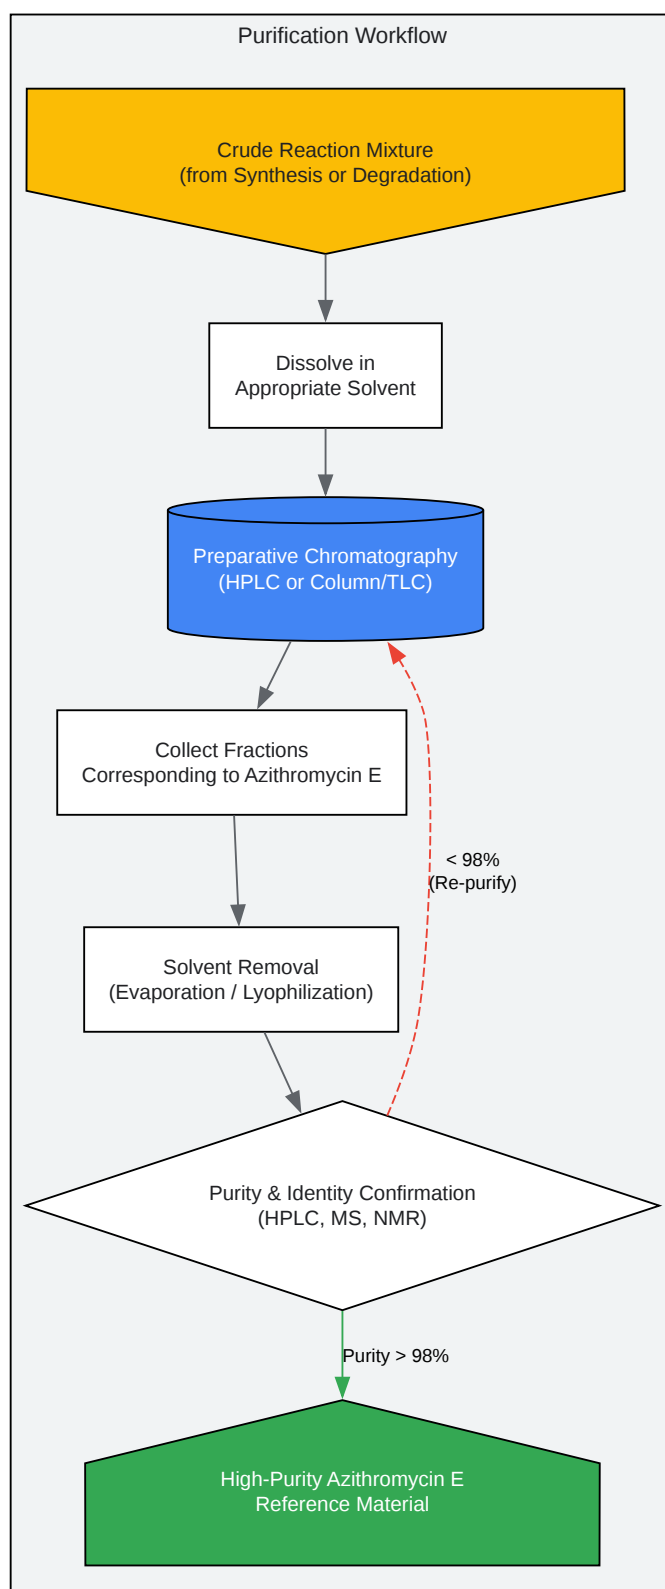 Purification Workflow
Crude Reaction Mixture
(from Synthesis or Degradation)
Dissolve in
Appropriate Solvent
Preparative Chromatography
(HPLC or Column/TLC)
Collect Fractions
Corresponding to Azithromycin E
< 98%
(Re-purify)
Solvent Removal
(Evaporation / Lyophilization)
Purity & Identity Confirmation
(HPLC, MS, NMR)
Purity > 98%
High-Purity Azithromycin E
Reference Material